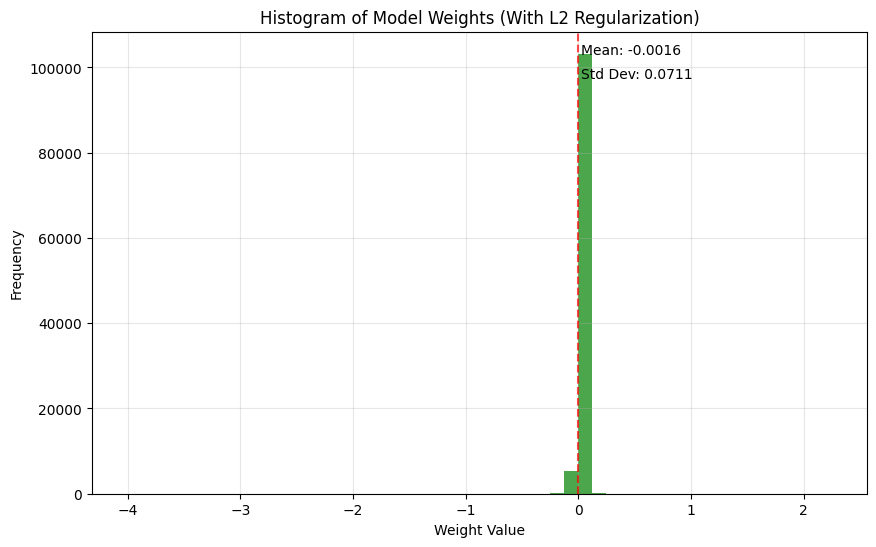 Histogram of Model Weights (With L2 Regularization)
Mean: -0.0016
Std Dev: 0.0711
100000
80000
60000
40000
20000
0
Frequency
−4 −3 −2 −1 0 1 2
Weight Value